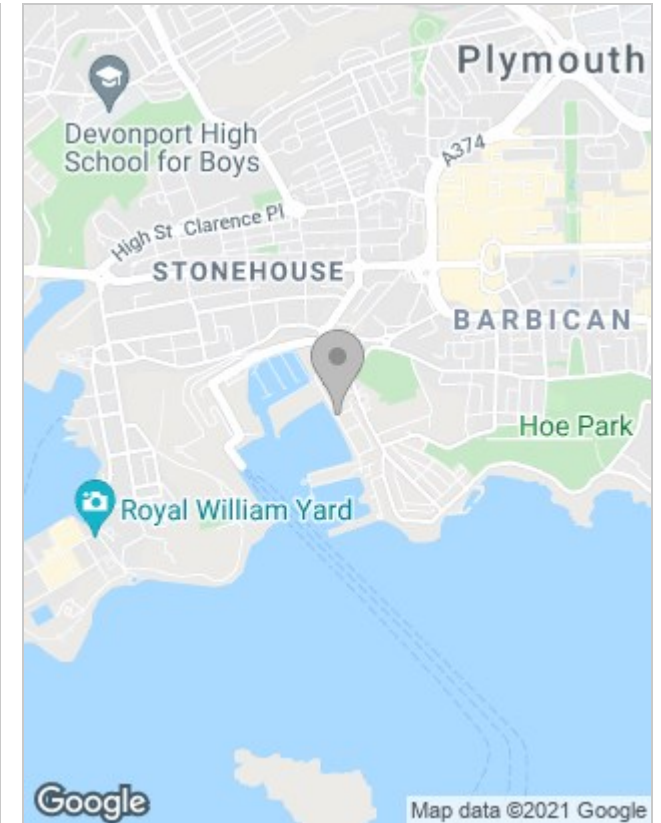 Plymouth
Devonport High
School for Boys
A374
High St Clarence Pl
STONEHOUSE
BARBICAN
Hoe Park
Royal William Yard
Google
Map data ©2021 Google